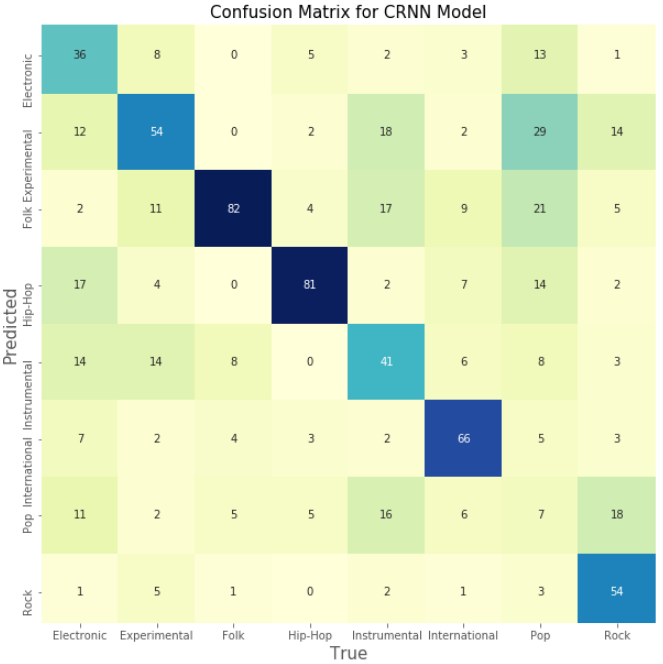 Confusion Matrix for CRNN Model
Electronic 36 8 0 5 2 3 13 1
Experimental 12 54 0 2 18 2 29 14
Folk 2 11 82 4 17 9 21 5
Hip-Hop 17 4 0 81 2 7 14 2
Instrumental 14 14 8 0 41 6 8 3
International 7 2 4 3 2 66 5 3
Pop 11 2 5 5 16 6 7 18
Rock 1 5 1 0 2 1 3 54
Predicted
Electronic Experimental Folk Hip-Hop Instrumental International Pop Rock
True